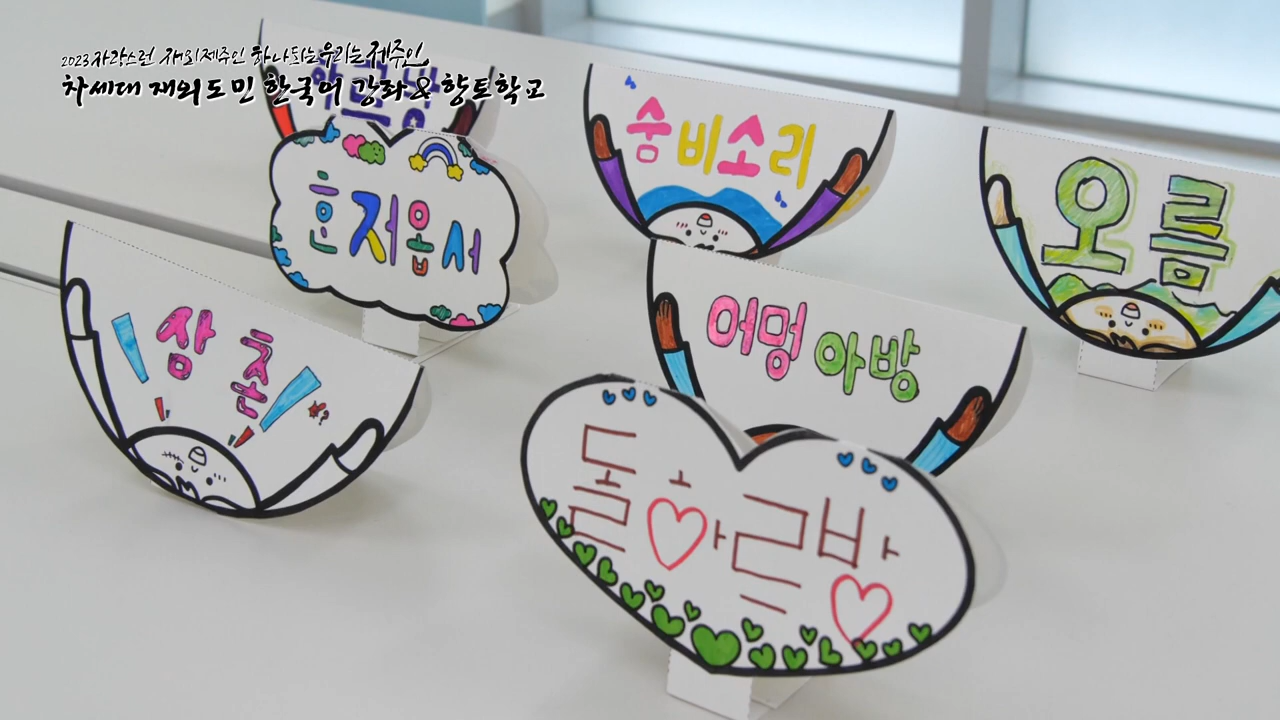 2023 자랑스런 재외제주인 하나되는 우리는 제주인
차세대 재외도민 한국어 강좌 & 향토학교
숨비소리
오름
혼저옵서
삼촌
어멍 아방
돌하르방